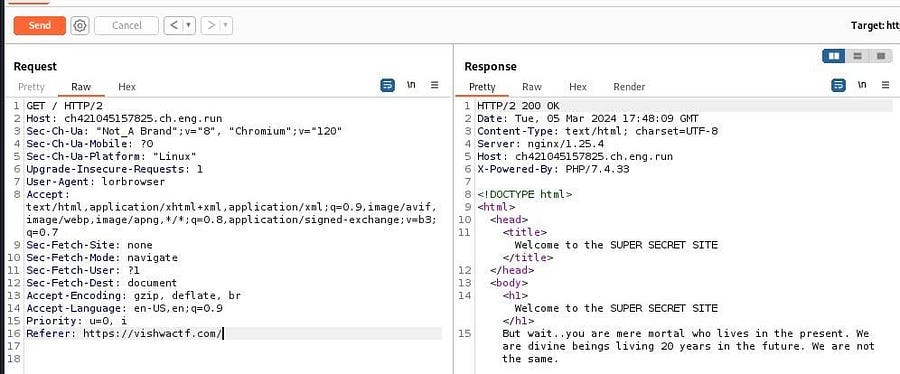 Send
Cancel
<
>
Target: htt
Request
Pretty
Raw
Hex
\n
1 GET / HTTP/2
2 Host: ch421045157825.ch.eng.run
3 Sec-Ch-Ua: "Not_A Brand";v="8", "Chromium";v="120"
4 Sec-Ch-Ua-Mobile: ?0
5 Sec-Ch-Ua-Platform: "Linux"
6 Upgrade-Insecure-Requests: 1
7 User-Agent: lorbrowser
8 Accept:
text/html,application/xhtml+xml,application/xml;q=0.9,image/avif,
image/webp,image/apng,*/*;q=0.8,application/signed-exchange;v=b3;
q=0.7
9 Sec-Fetch-Site: none
10 Sec-Fetch-Mode: navigate
11 Sec-Fetch-User: ?1
12 Sec-Fetch-Dest: document
13 Accept-Encoding: gzip, deflate, br
14 Accept-Language: en-US,en;q=0.9
15 Priority: u=0, i
16 Referer: https://vishwactf.com/
17
18
Response
Pretty
Raw
Hex
Render
\n
1 HTTP/2 200 OK
2 Date: Tue, 05 Mar 2024 17:48:09 GMT
3 Content-Type: text/html; charset=UTF-8
4 Server: nginx/1.25.4
5 Host: ch421045157825.ch.eng.run
6 X-Powered-By: PHP/7.4.33
7
8 <!DOCTYPE html>
9 <html>
10 <head>
11 <title>
Welcome to the SUPER SECRET SITE
</title>
12 </head>
13 <body>
14 <h1>
Welcome to the SUPER SECRET SITE
</h1>
15 But wait..you are mere mortal who lives in the present. We
are divine beings living 20 years in the future. We are not
the same.